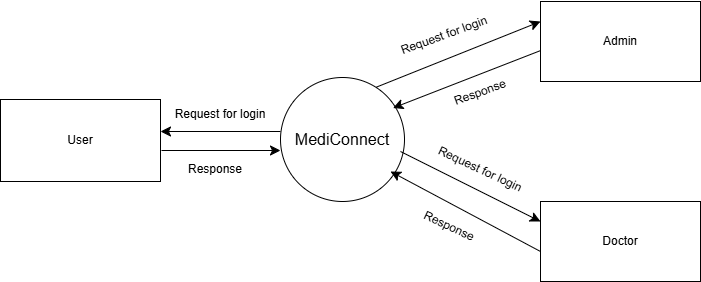 Request for login
Admin
Response
Request for login
User
MediConnect
Response
Request for login
Response
Doctor